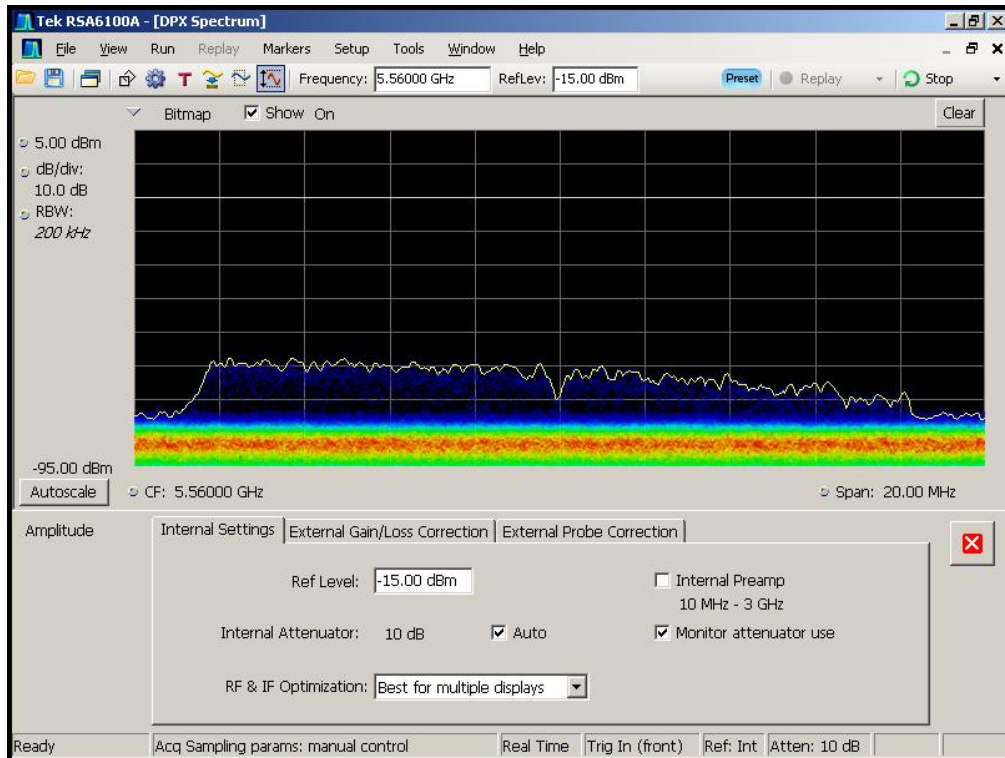 Tek RSA6100A - [DPX Spectrum]
File View Run Replay Markers Setup Tools Window Help
T Frequency: 5.56000 GHz RefLev: -15.00 dBm Preset Replay Stop
Bitmap Show On Clear
5.00 dBm
dB/div:
10.0 dB
RBW:
200 kHz
-95.00 dBm
Autoscale CF: 5.56000 GHz Span: 20.00 MHz
Amplitude Internal Settings External Gain/Loss Correction External Probe Correction
Ref Level: -15.00 dBm Internal Preamp
10 MHz - 3 GHz
Internal Attenuator: 10 dB Auto Monitor attenuator use
RF & IF Optimization: Best for multiple displays
Ready Acq Sampling params: manual control Real Time Trig In (front) Ref: Int Atten: 10 dB